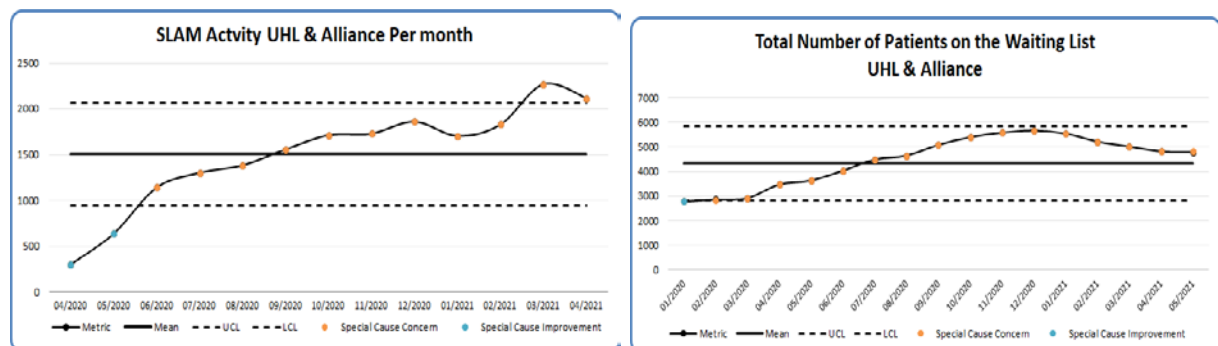 SLAM Actvity UHL & Alliance Per month
2500
2000
1500
1000
500
0
04/2020 05/2020 06/2020 07/2020 08/2020 09/2020 10/2020 11/2020 12/2020 01/2021 02/2021 03/2021 04/2021
Metric Mean UCL LCL Special Cause Concern Special Cause Improvement
Total Number of Patients on the Waiting List
UHL & Alliance
7000
6000
5000
4000
3000
2000
1000
0
01/2020 02/2020 03/2020 04/2020 05/2020 06/2020 07/2020 08/2020 09/2020 10/2020 11/2020 12/2020 01/2021 02/2021 03/2021 04/2021 05/2021
Metric Mean UCL LCL Special Cause Concern Special Cause Improvement